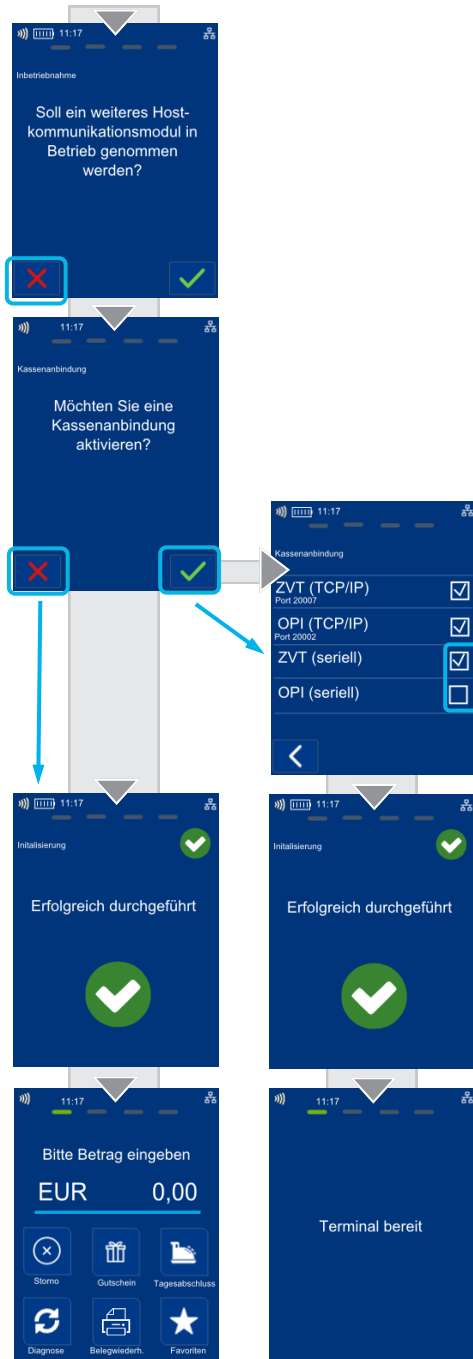 11:17
Inbetriebnahme
Soll ein weiteres Host-
kommunikationsmodul in
Betrieb genommen
werden?
11:17
Kassenanbindung
Möchten Sie eine
Kassenanbindung
aktivieren?
11:17
Kassenanbindung
ZVT (TCP/IP)
Port 20007
OPI (TCP/IP)
Port 20002
ZVT (seriell)
OPI (seriell)
11:17
Initalisierung
Erfolgreich durchgeführt
11:17
Initalisierung
Erfolgreich durchgeführt
11:17
Bitte Betrag eingeben
EUR 0,00
Storno Gutschein Tagesabschluss
Diagnose Belegwiederh. Favoriten
11:17
Terminal bereit